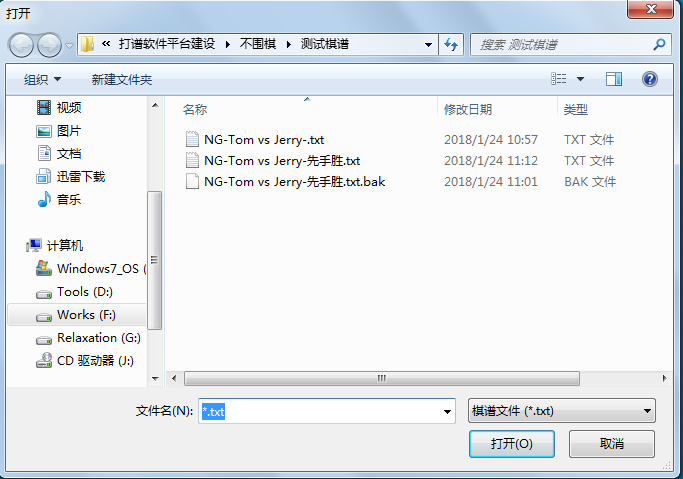 打开
« 打谱软件平台建设 不围棋 测试棋谱 搜索 测试棋谱
组织 新建文件夹
视频
图片
文档
迅雷下载
音乐
计算机
Windows7_OS (
Tools (D:)
Works (F:)
Relaxation (G:)
CD 驱动器 (J:)
名称 修改日期 类型
NG-Tom vs Jerry-.txt 2018/1/24 10:57 TXT 文件
NG-Tom vs Jerry-先手胜.txt 2018/1/24 11:12 TXT 文件
NG-Tom vs Jerry-先手胜.txt.bak 2018/1/24 11:01 BAK 文件
文件名(N): *.txt 棋谱文件 (*.txt)
打开(O) 取消